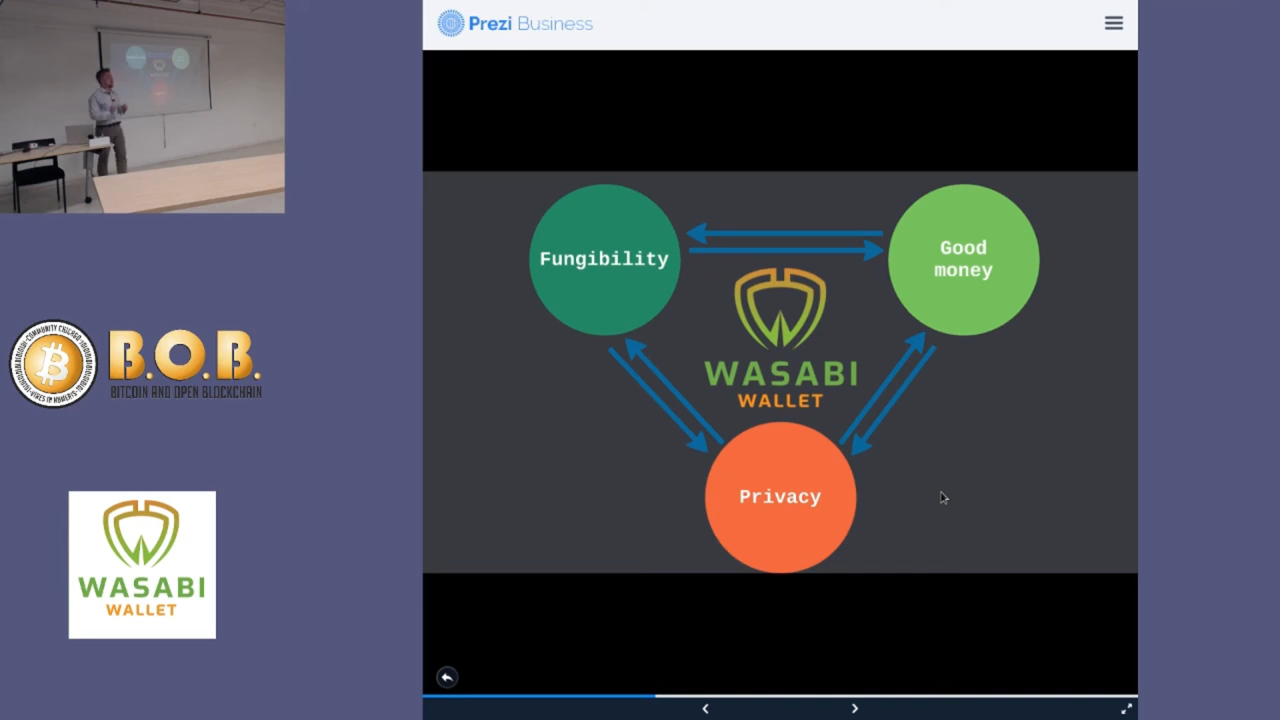 Prezi Business
Fungibility
Good
money
WASABI
WALLET
Privacy
B.O.B.
BITCOIN AND OPEN BLOCKCHAIN
WASABI
WALLET